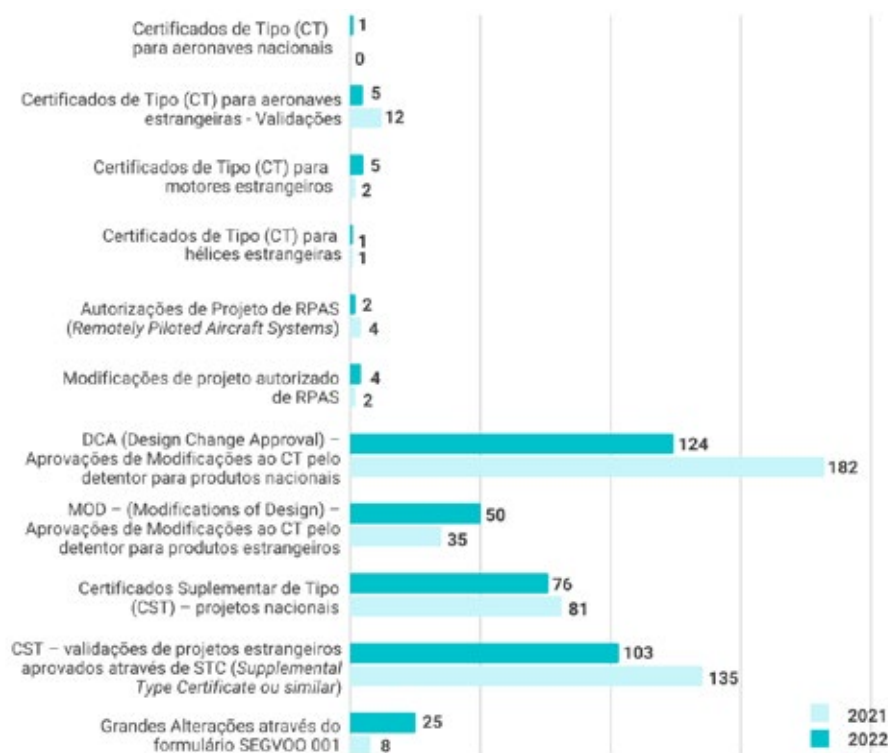 Certificados de Tipo (CT)
para aeronaves nacionais
1
0
Certificados de Tipo (CT) para aeronaves
estrangeiras - Validações
5
12
Certificados de Tipo (CT) para
motores estrangeiros
5
2
Certificados de Tipo (CT) para
hélices estrangeiras
1
1
Autorizações de Projeto de RPAS
(Remotely Piloted Aircraft Systems)
2
4
Modificações de projeto autorizado
de RPAS
4
2
DCA (Design Change Approval) –
Aprovações de Modificações ao CT pelo
detentor para produtos nacionais
124
182
MOD – (Modifications of Design) –
Aprovações de Modificações ao CT pelo
detentor para produtos estrangeiros
50
35
Certificados Suplementar de Tipo
(CST) – projetos nacionais
76
81
CST – validações de projetos estrangeiros
aprovados através de STC (Supplemental
Type Certificate ou similar)
103
135
Grandes Alterações através do
formulário SEGVOO 001
25
8
2021
2022